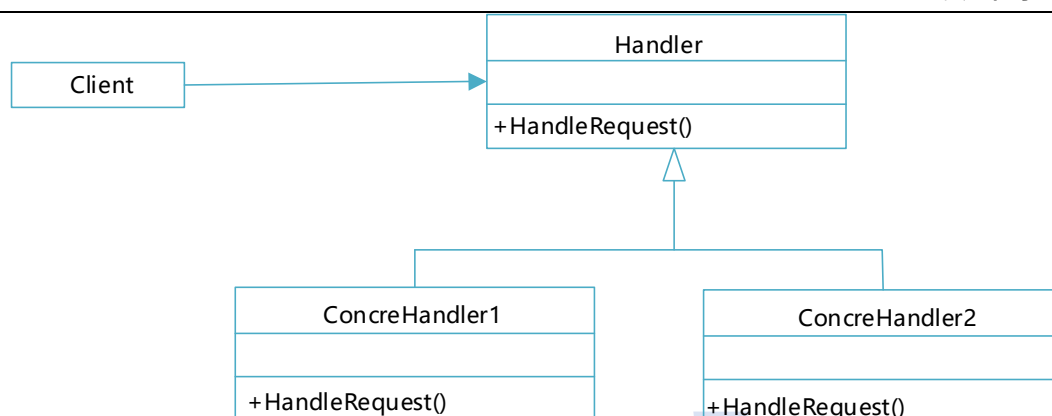 Handler
Client
+HandleRequest()
ConcreHandler1
ConcreHandler2
+HandleRequest()
+HandleRequest()